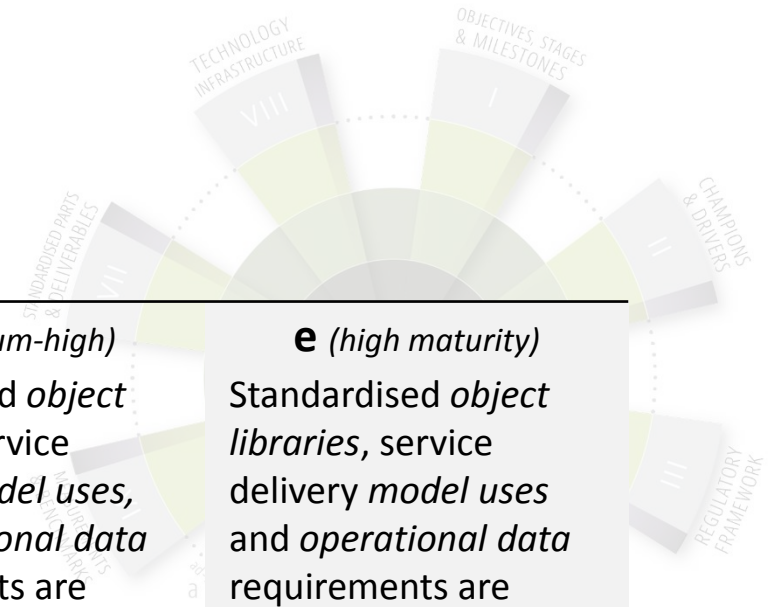 TECHNOLOGY
INFRASTRUCTURE
VIII
OBJECTIVES, STAGES
& MILESTONES
I
CHAMPIONS
& DRIVERS
II
STANDARDISED PARTS
& DELIVERABLES
VII
um-high)
d object
rvice
del uses,
onal data
ts are
e (high maturity)
Standardised object
libraries, service
delivery model uses
and operational data
requirements are
REGULATORY
FRAMEWORK
III